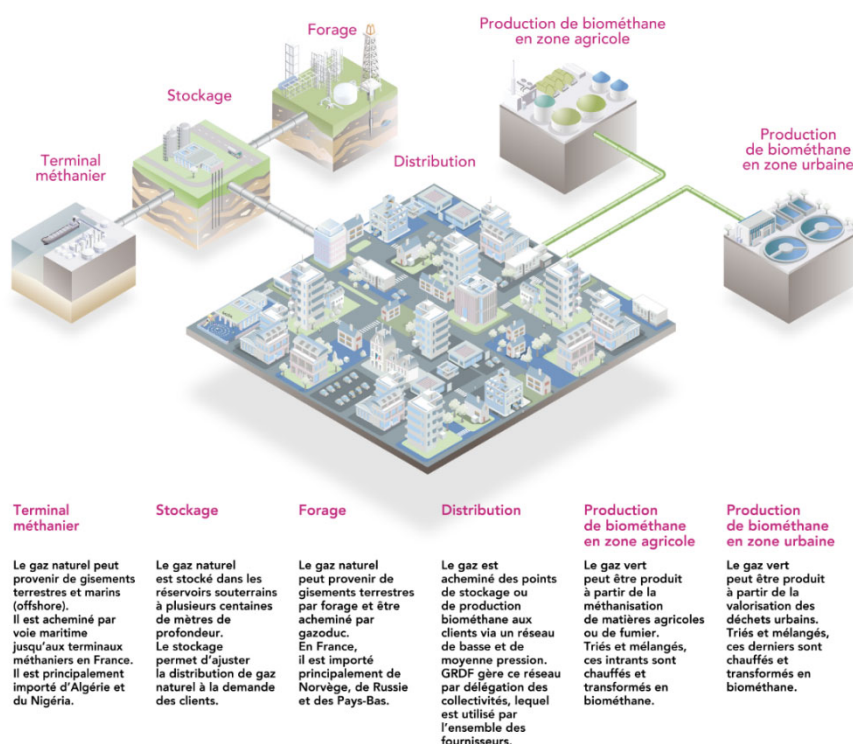 Forage
Production de biométhane
en zone agricole
Stockage
Production
de biométhane
en zone urbaine
Terminal
méthanier
Distribution
Terminal
méthanier
Le gaz naturel peut
provenir de gisements
terrestres et marins
(offshore).
Il est acheminé par
voie maritime
jusqu'aux terminaux
méthaniers en France.
Il est principalement
importé d'Algérie et
du Nigéria.
Stockage
Le gaz naturel
est stocké dans les
réservoirs souterrains
à plusieurs centaines
de mètres de
profondeur.
Le stockage
permet d'ajuster
la distribution de gaz
naturel à la demande
des clients.
Forage
Le gaz naturel
peut provenir de
gisements terrestres
par forage et être
acheminé par
gazoduc.
En France,
il est importé
principalement de
Norvège, de Russie
et des Pays-Bas.
Distribution
Le gaz est
acheminé des points
de stockage ou
de production
biométhane aux
clients via un réseau
de basse et de
moyenne pression.
GRDF gère ce réseau
par délégation des
collectivités, lequel
est utilisé par
l'ensemble des
fournisseurs.
Production
de biométhane
en zone agricole
Le gaz vert
peut être produit
à partir de la
méthanisation
de matières agricoles
ou de fumier.
Triés et mélangés,
ces intrants sont
chauffés et
transformés en
biométhane.
Production
de biométhane
en zone urbaine
Le gaz vert
peut être produit
à partir de la
valorisation des
déchets urbains.
Triés et mélangés,
ces derniers sont
chauffés et
transformés en
biométhane.